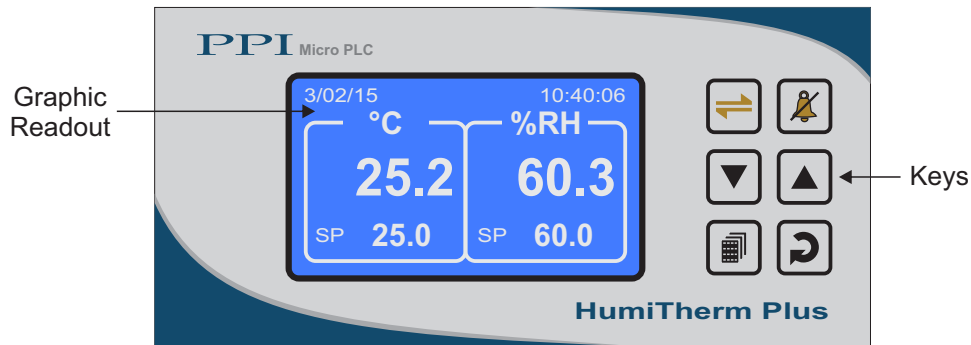 PPI Micro PLC
Graphic
Readout
3/02/15 10:40:06
°C %RH
25.2 60.3
SP 25.0 SP 60.0
Keys
HumiTherm Plus